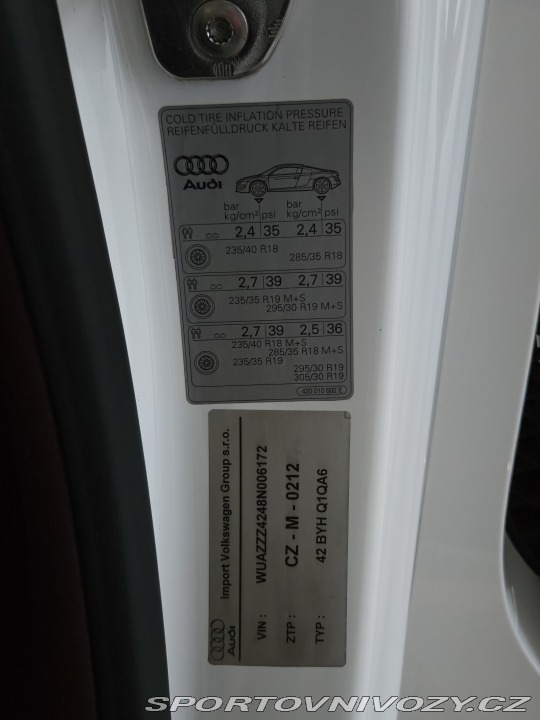 COLD TIRE INFLATION PRESSURE
REIFENFÜLLDRUCK KALTE REIFEN
Audi
bar bar
kg/cm² psi kg/cm² psi
2,4 35 2,4 35
235/40 R18
285/35 R18
2,7 39 2,7 39
235/35 R19 M+S
295/30 R19 M+S
2,7 39 2,5 36
235/40 R18 M+S
285/35 R18 M+S
235/35 R19
295/30 R19
305/30 R19
420 010 502 E
Audi
Import Volkswagen Group s.r.o.
VIN : WUAZZZ4248N006172
ZTP : CZ - M - 0212
TYP : 42 BYH Q1QA6
SPORTOVNIVOZY.CZ